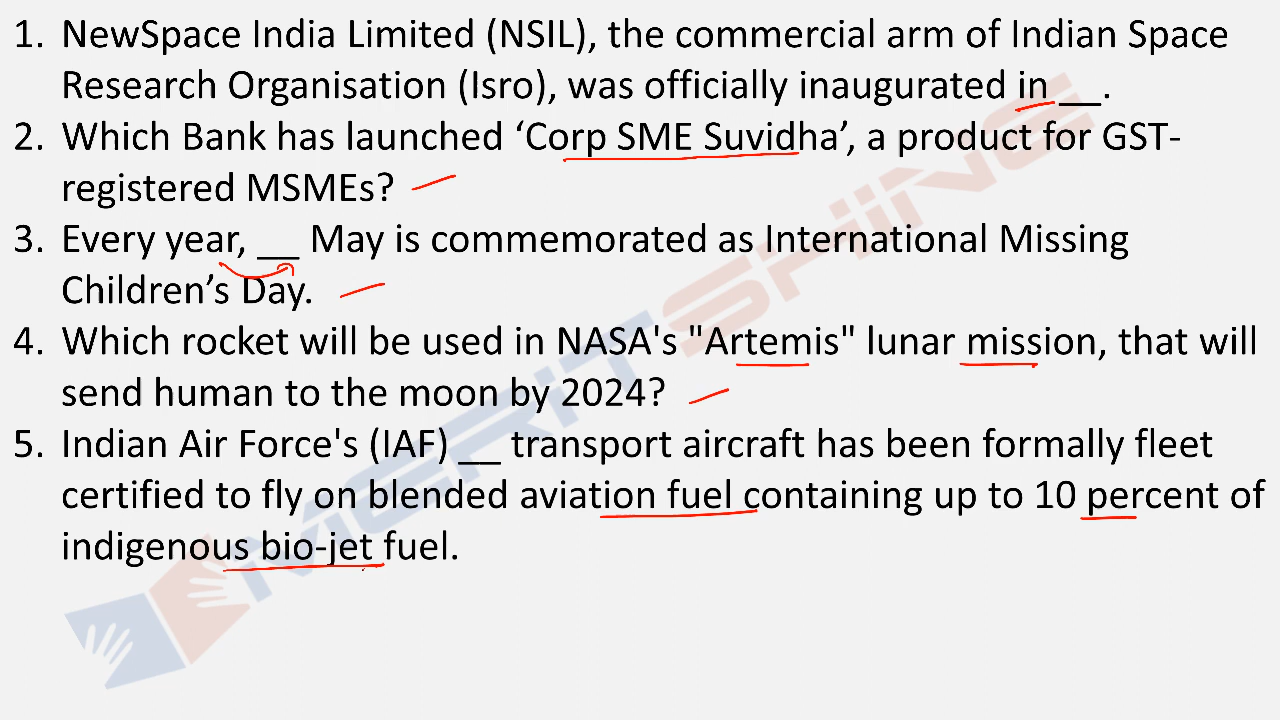 1. NewSpace India Limited (NSIL), the commercial arm of Indian Space
Research Organisation (Isro), was officially inaugurated in __.
2. Which Bank has launched ‘Corp SME Suvidha’, a product for GST-
registered MSMEs?
3. Every year, __ May is commemorated as International Missing
Children’s Day.
4. Which rocket will be used in NASA's "Artemis" lunar mission, that will
send human to the moon by 2024?
5. Indian Air Force's (IAF) __ transport aircraft has been formally fleet
certified to fly on blended aviation fuel containing up to 10 percent of
indigenous bio-jet fuel.
MERiTSHiiNE